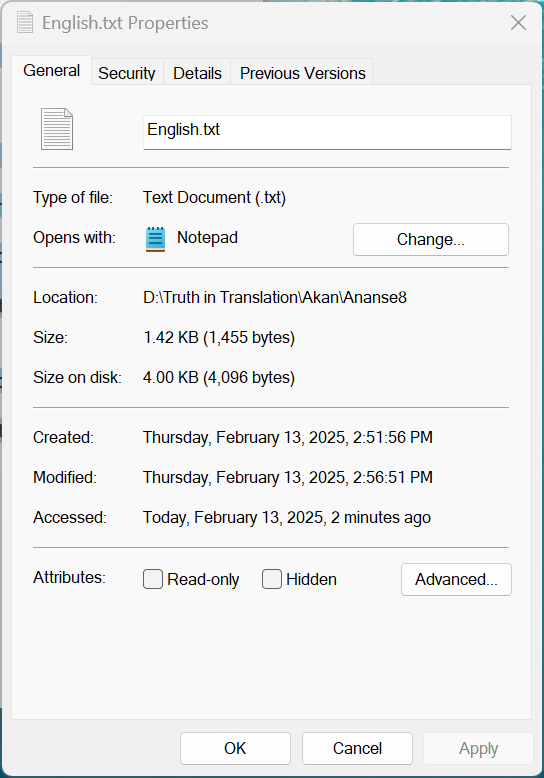 English.txt Properties
General Security Details Previous Versions
English.txt
Type of file: Text Document (.txt)
Opens with: Notepad Change...
Location: D:\Truth in Translation\Akan\Ananse8
Size: 1.42 KB (1,455 bytes)
Size on disk: 4.00 KB (4,096 bytes)
Created: Thursday, February 13, 2025, 2:51:56 PM
Modified: Thursday, February 13, 2025, 2:56:51 PM
Accessed: Today, February 13, 2025, 2 minutes ago
Attributes: Read-only Hidden Advanced...
OK Cancel Apply